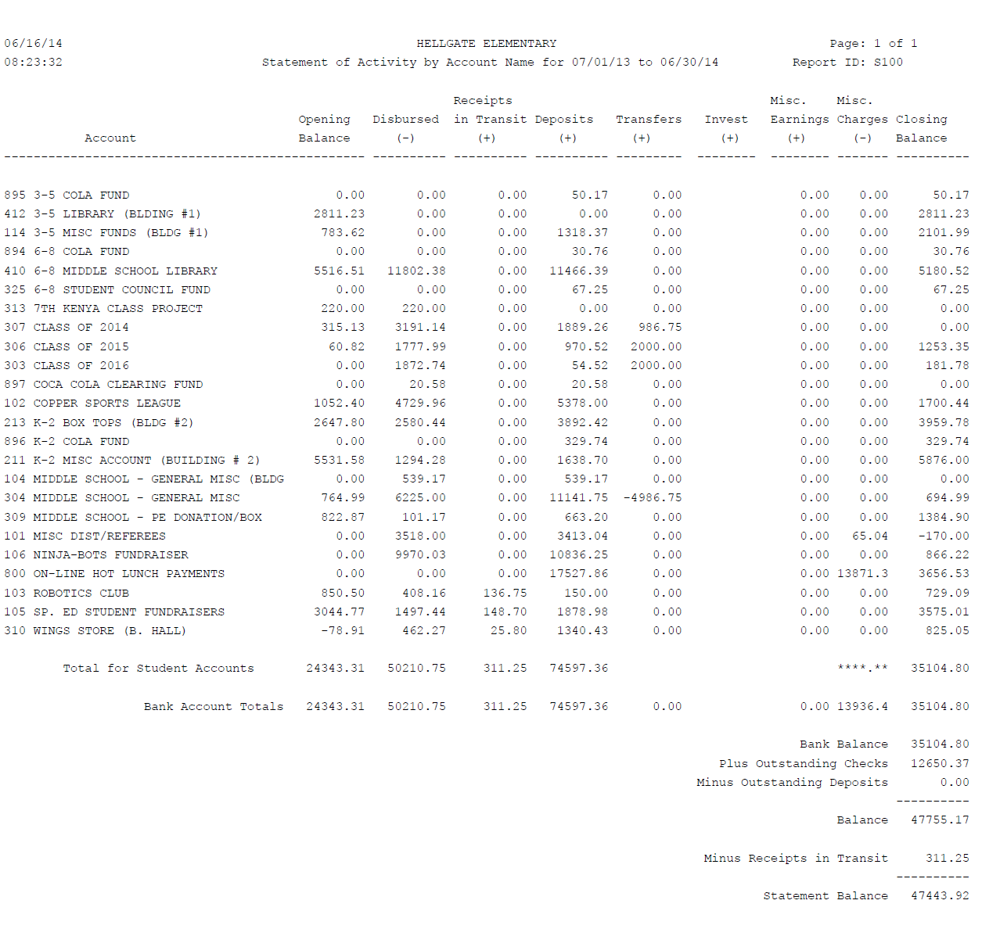 06/16/14 HELLGATE ELEMENTARY Page: 1 of 1
08:23:32 Statement of Activity by Account Name for 07/01/13 to 06/30/14 Report ID: S100
Receipts Misc. Misc.
Opening Disbursed in Transit Deposits Transfers Invest Earnings Charges Closing
Account Balance (-) (+) (+) (+) (+) (+) (-) Balance
------------------------------------------------- ---------- ---------- ---------- --------- -------- -------- ------- ----------
895 3-5 COLA FUND 0.00 0.00 0.00 50.17 0.00 0.00 0.00 50.17
412 3-5 LIBRARY (BLDING #1) 2811.23 0.00 0.00 0.00 0.00 0.00 0.00 2811.23
114 3-5 MISC FUNDS (BLDG #1) 783.62 0.00 0.00 1318.37 0.00 0.00 0.00 2101.99
894 6-8 COLA FUND 0.00 0.00 0.00 30.76 0.00 0.00 0.00 30.76
410 6-8 MIDDLE SCHOOL LIBRARY 5516.51 11802.38 0.00 11466.39 0.00 0.00 0.00 5180.52
325 6-8 STUDENT COUNCIL FUND 0.00 0.00 0.00 67.25 0.00 0.00 0.00 67.25
313 7TH KENYA CLASS PROJECT 220.00 220.00 0.00 0.00 0.00 0.00 0.00 0.00
307 CLASS OF 2014 315.13 3191.14 0.00 1889.26 986.75 0.00 0.00 0.00
306 CLASS OF 2015 60.82 1777.99 0.00 970.52 2000.00 0.00 0.00 1253.35
303 CLASS OF 2016 0.00 1872.74 0.00 54.52 2000.00 0.00 0.00 181.78
897 COCA COLA CLEARING FUND 0.00 20.58 0.00 20.58 0.00 0.00 0.00 0.00
102 COPPER SPORTS LEAGUE 1052.40 4729.96 0.00 5378.00 0.00 0.00 0.00 1700.44
213 K-2 BOX TOPS (BLDG #2) 2647.80 2580.44 0.00 3892.42 0.00 0.00 0.00 3959.78
896 K-2 COLA FUND 0.00 0.00 0.00 329.74 0.00 0.00 0.00 329.74
211 K-2 MISC ACCOUNT (BUILDING # 2) 5531.58 1294.28 0.00 1638.70 0.00 0.00 0.00 5876.00
104 MIDDLE SCHOOL - GENERAL MISC (BLDG 0.00 539.17 0.00 539.17 0.00 0.00 0.00 0.00
304 MIDDLE SCHOOL - GENERAL MISC 764.99 6225.00 0.00 11141.75 -4986.75 0.00 0.00 694.99
309 MIDDLE SCHOOL - PE DONATION/BOX 822.87 101.17 0.00 663.20 0.00 0.00 0.00 1384.90
101 MISC DIST/REFEREES 0.00 3518.00 0.00 3413.04 0.00 0.00 65.04 -170.00
106 NINJA-BOTS FUNDRAISER 0.00 9970.03 0.00 10836.25 0.00 0.00 0.00 866.22
800 ON-LINE HOT LUNCH PAYMENTS 0.00 0.00 0.00 17527.86 0.00 0.00 13871.3 3656.53
103 ROBOTICS CLUB 850.50 408.16 136.75 150.00 0.00 0.00 0.00 729.09
105 SP. ED STUDENT FUNDRAISERS 3044.77 1497.44 148.70 1878.98 0.00 0.00 0.00 3575.01
310 WINGS STORE (B. HALL) -78.91 462.27 25.80 1340.43 0.00 0.00 0.00 825.05
Total for Student Accounts 24343.31 50210.75 311.25 74597.36 ****.** 35104.80
Bank Account Totals 24343.31 50210.75 311.25 74597.36 0.00 0.00 13936.4 35104.80
Bank Balance 35104.80
Plus Outstanding Checks 12650.37
Minus Outstanding Deposits 0.00
----------
Balance 47755.17
Minus Receipts in Transit 311.25
----------
Statement Balance 47443.92